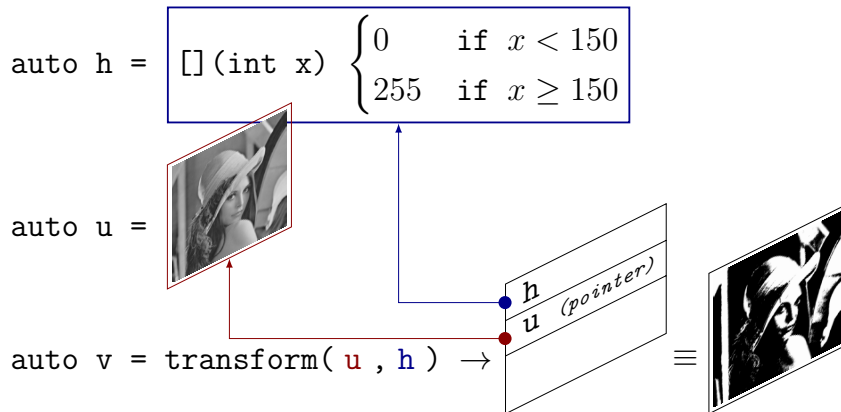 auto h = [](int x) { 0 if x < 150
255 if x ≥ 150
auto u =
h
u (pointer)
auto v = transform( u , h ) → ≡